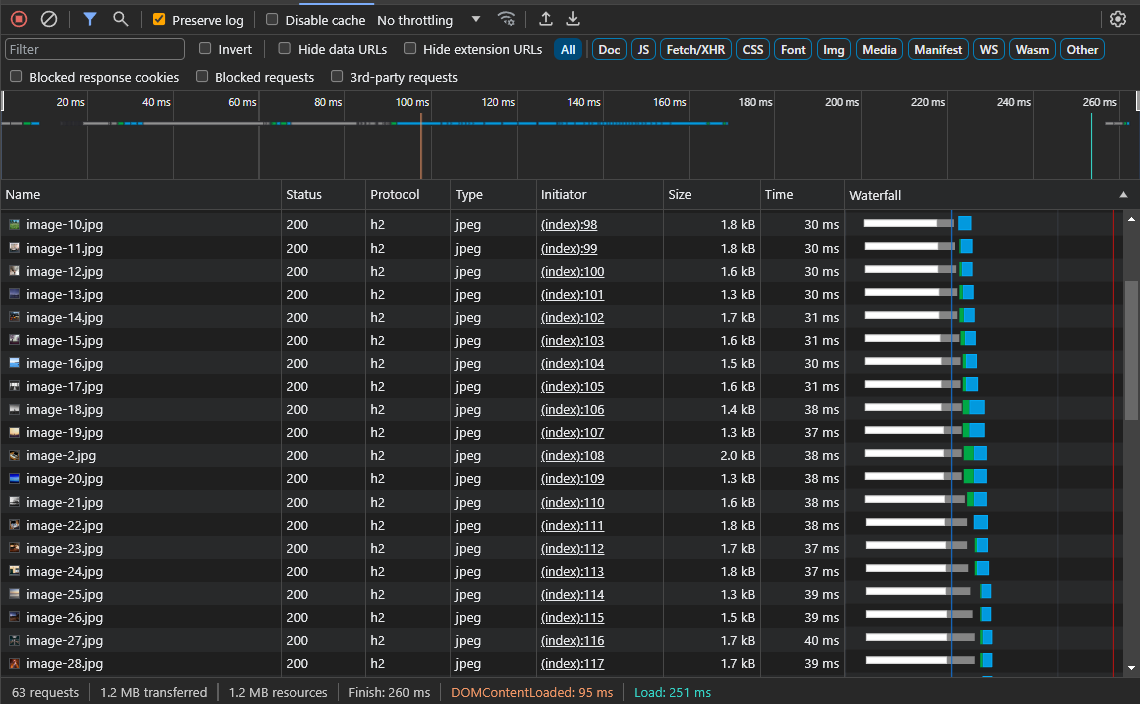 Preserve log Disable cache No throttling
Filter Invert Hide data URLs Hide extension URLs All Doc JS Fetch/XHR CSS Font Img Media Manifest WS Wasm Other
Blocked response cookies Blocked requests 3rd-party requests
20 ms 40 ms 60 ms 80 ms 100 ms 120 ms 140 ms 160 ms 180 ms 200 ms 220 ms 240 ms 260 ms
Name Status Protocol Type Initiator Size Time Waterfall
image-10.jpg 200 h2 jpeg (index):98 1.8 kB 30 ms
image-11.jpg 200 h2 jpeg (index):99 1.8 kB 30 ms
image-12.jpg 200 h2 jpeg (index):100 1.6 kB 30 ms
image-13.jpg 200 h2 jpeg (index):101 1.3 kB 30 ms
image-14.jpg 200 h2 jpeg (index):102 1.7 kB 31 ms
image-15.jpg 200 h2 jpeg (index):103 1.6 kB 31 ms
image-16.jpg 200 h2 jpeg (index):104 1.5 kB 30 ms
image-17.jpg 200 h2 jpeg (index):105 1.6 kB 31 ms
image-18.jpg 200 h2 jpeg (index):106 1.4 kB 38 ms
image-19.jpg 200 h2 jpeg (index):107 1.3 kB 37 ms
image-2.jpg 200 h2 jpeg (index):108 2.0 kB 38 ms
image-20.jpg 200 h2 jpeg (index):109 1.3 kB 38 ms
image-21.jpg 200 h2 jpeg (index):110 1.6 kB 38 ms
image-22.jpg 200 h2 jpeg (index):111 1.8 kB 38 ms
image-23.jpg 200 h2 jpeg (index):112 1.7 kB 37 ms
image-24.jpg 200 h2 jpeg (index):113 1.8 kB 37 ms
image-25.jpg 200 h2 jpeg (index):114 1.3 kB 39 ms
image-26.jpg 200 h2 jpeg (index):115 1.5 kB 39 ms
image-27.jpg 200 h2 jpeg (index):116 1.7 kB 40 ms
image-28.jpg 200 h2 jpeg (index):117 1.7 kB 39 ms
63 requests 1.2 MB transferred 1.2 MB resources Finish: 260 ms DOMContentLoaded: 95 ms Load: 251 ms